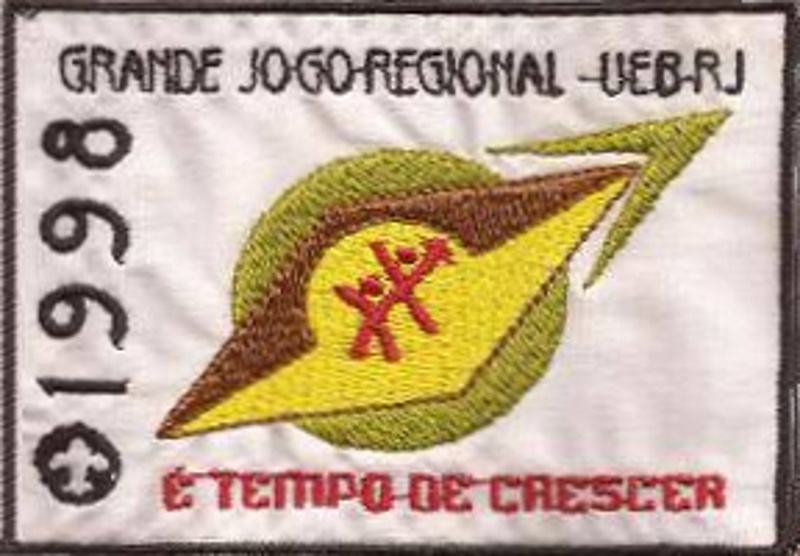 GRANDE JOGO REGIONAL - UEB-RJ
1998
É TEMPO DE CRESCER